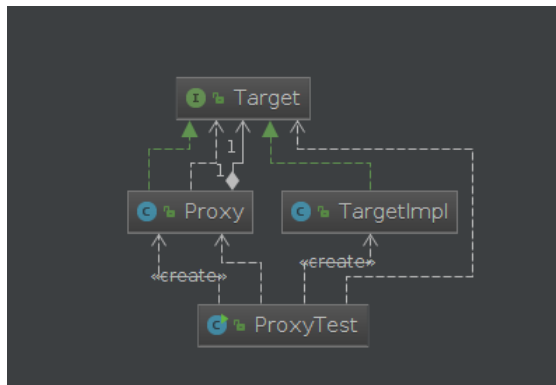 I Target
1
1
C Proxy
C TargetImpl
«create»
«create»
C ProxyTest